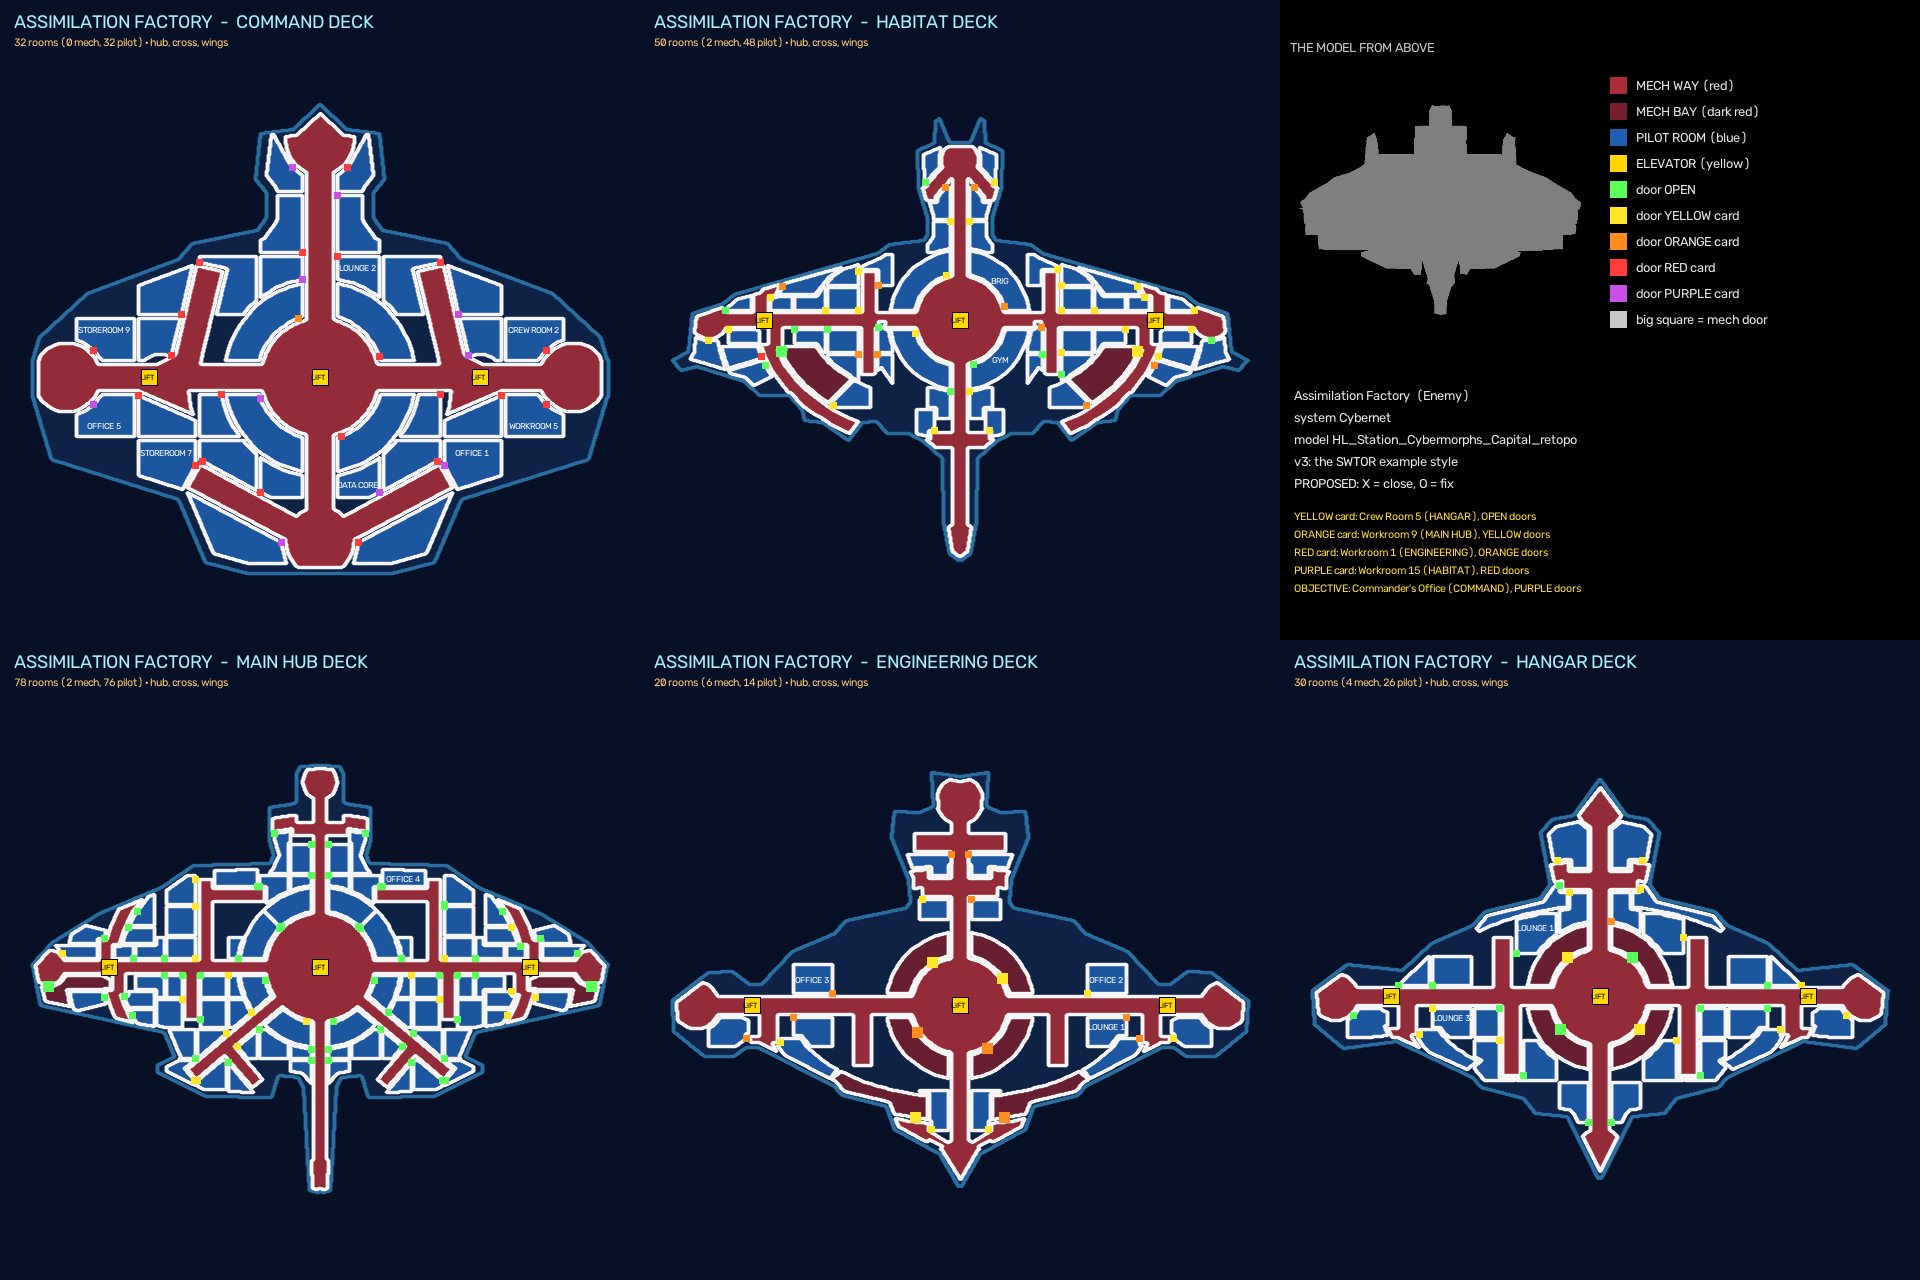 ASSIMILATION FACTORY - COMMAND DECK
32 rooms (0 mech, 32 pilot) • hub, cross, wings
LOUNGE 2
STOREROOM 9
CREW ROOM 2
LIFT
LIFT
LIFT
OFFICE 5
WORKROOM 5
STOREROOM 7
OFFICE 1
DATA CORE
ASSIMILATION FACTORY - HABITAT DECK
50 rooms (2 mech, 48 pilot) • hub, cross, wings
BRIG
LIFT
LIFT
LIFT
GYM
THE MODEL FROM ABOVE
MECH WAY (red)
MECH BAY (dark red)
PILOT ROOM (blue)
ELEVATOR (yellow)
door OPEN
door YELLOW card
door ORANGE card
door RED card
door PURPLE card
big square = mech door
Assimilation Factory (Enemy)
system Cybernet
model HL_Station_Cybermorphs_Capital_retopo
v3: the SWTOR example style
PROPOSED: X = close, O = fix
YELLOW card: Crew Room 5 (HANGAR), OPEN doors
ORANGE card: Workroom 9 (MAIN HUB), YELLOW doors
RED card: Workroom 1 (ENGINEERING), ORANGE doors
PURPLE card: Workroom 15 (HABITAT), RED doors
OBJECTIVE: Commander's Office (COMMAND), PURPLE doors
ASSIMILATION FACTORY - MAIN HUB DECK
78 rooms (2 mech, 76 pilot) • hub, cross, wings
OFFICE 4
LIFT
LIFT
LIFT
ASSIMILATION FACTORY - ENGINEERING DECK
20 rooms (6 mech, 14 pilot) • hub, cross, wings
OFFICE 3
OFFICE 2
LIFT
LIFT
LIFT
LOUNGE 1
ASSIMILATION FACTORY - HANGAR DECK
30 rooms (4 mech, 26 pilot) • hub, cross, wings
LOUNGE 1
LIFT
LIFT
LIFT
LOUNGE 3